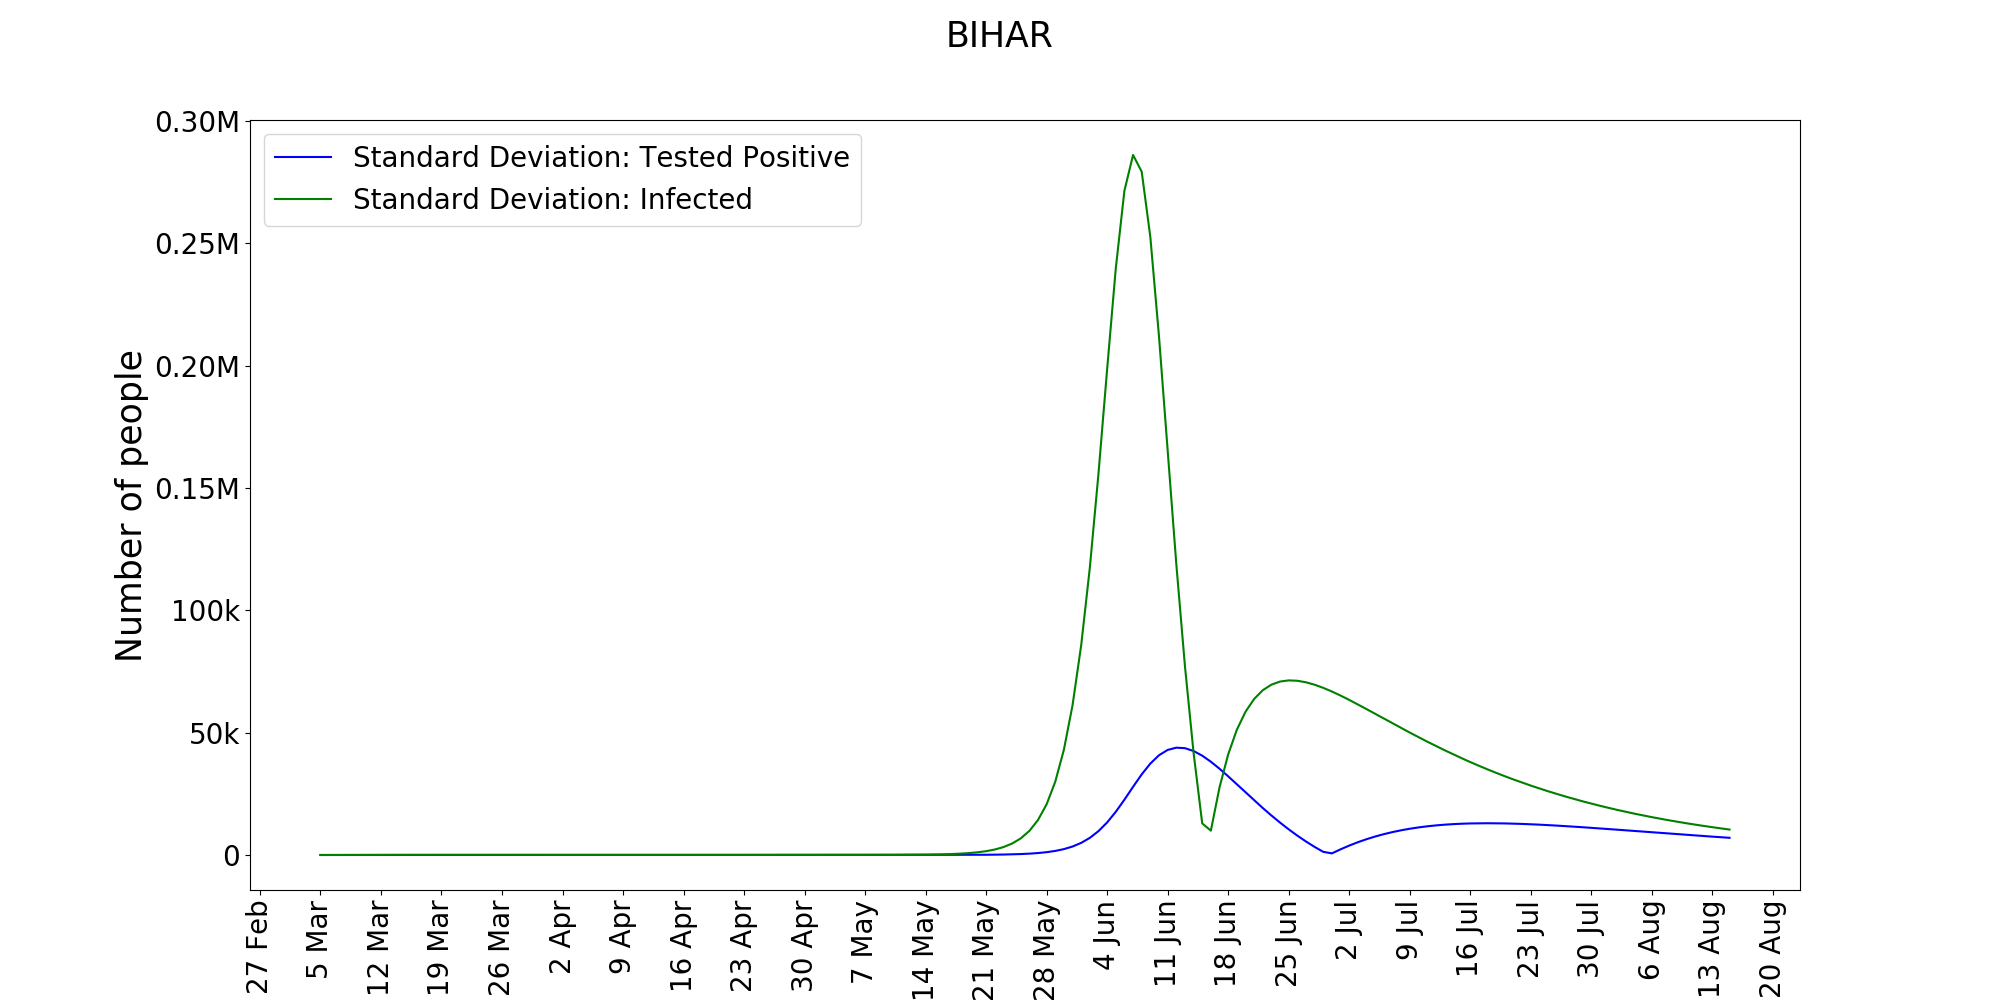 BIHAR
0.30M
0.25M
0.20M
0.15M
100k
50k
0
Number of people
Standard Deviation: Tested Positive
Standard Deviation: Infected
27 Feb
5 Mar
12 Mar
19 Mar
26 Mar
2 Apr
9 Apr
16 Apr
23 Apr
30 Apr
7 May
14 May
21 May
28 May
4 Jun
11 Jun
18 Jun
25 Jun
2 Jul
9 Jul
16 Jul
23 Jul
30 Jul
6 Aug
13 Aug
20 Aug